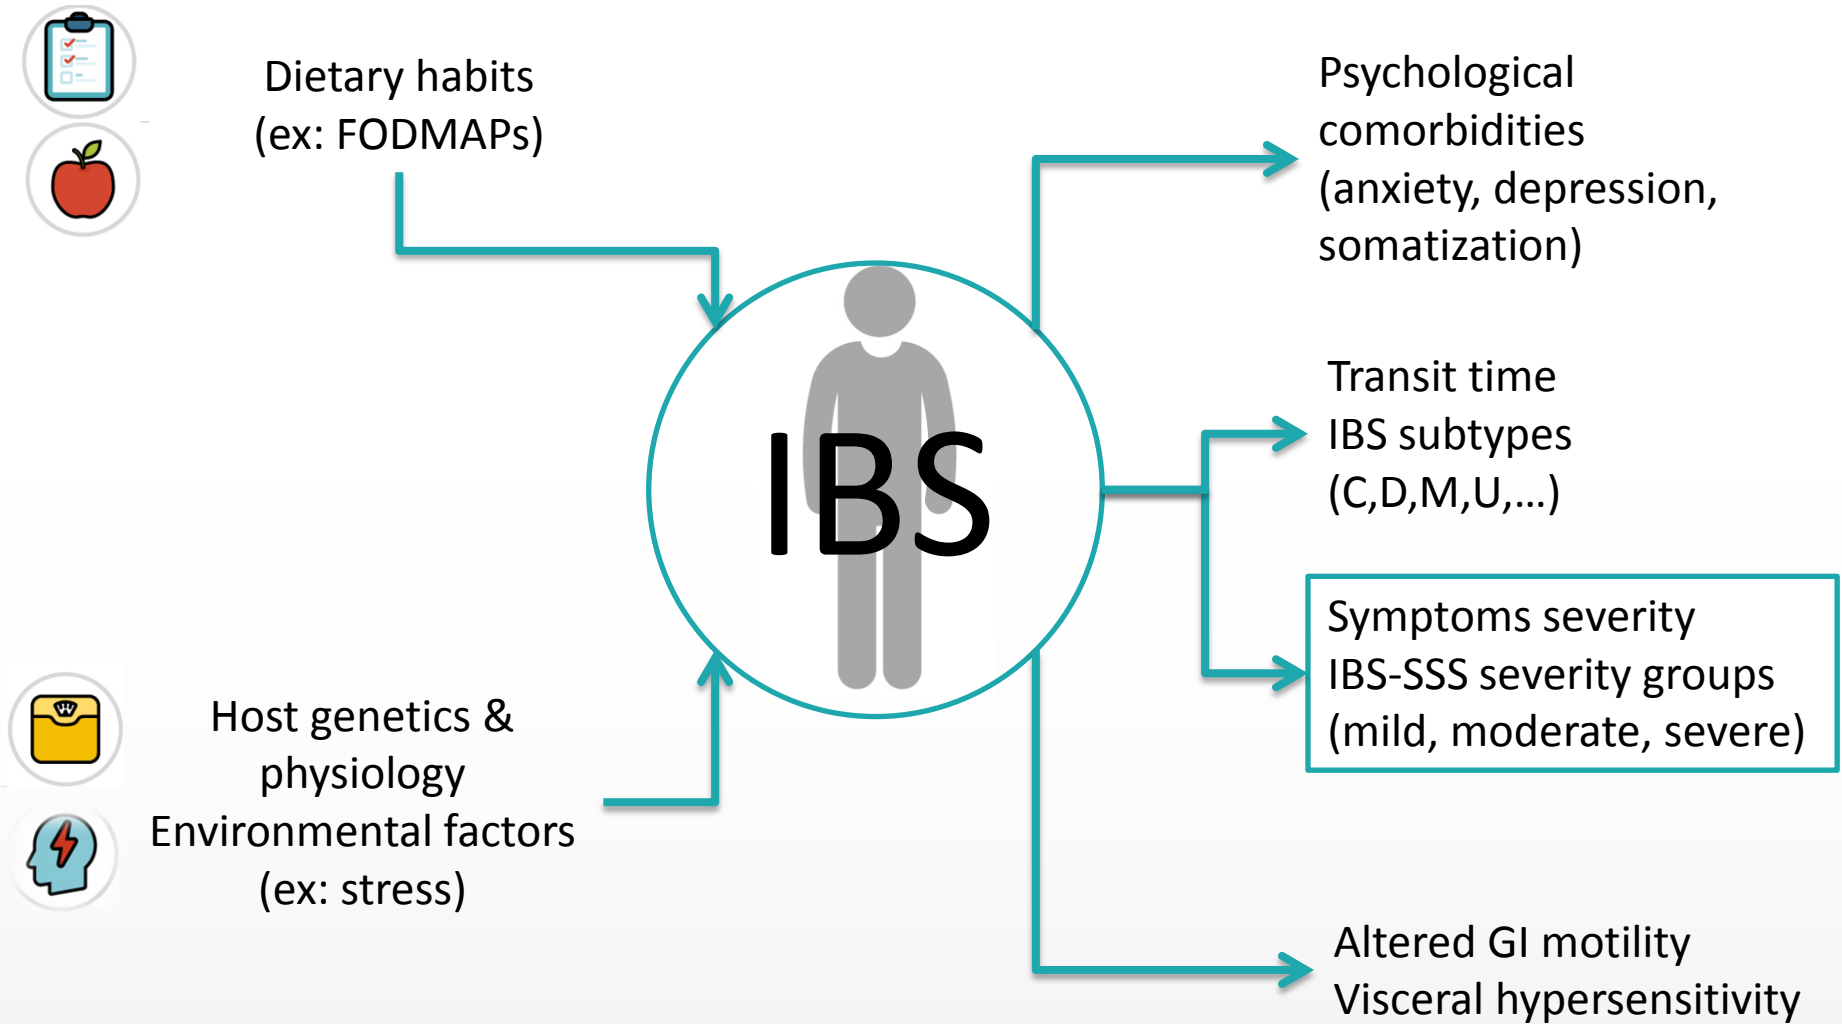 Dietary habits
(ex: FODMAPs)
Host genetics &
physiology
Environmental factors
(ex: stress)
IBS
Psychological
comorbidities
(anxiety, depression,
somatization)
Transit time
IBS subtypes
(C,D,M,U,...)
Symptoms severity
IBS-SSS severity groups
(mild, moderate, severe)
Altered GI motility
Visceral hypersensitivity